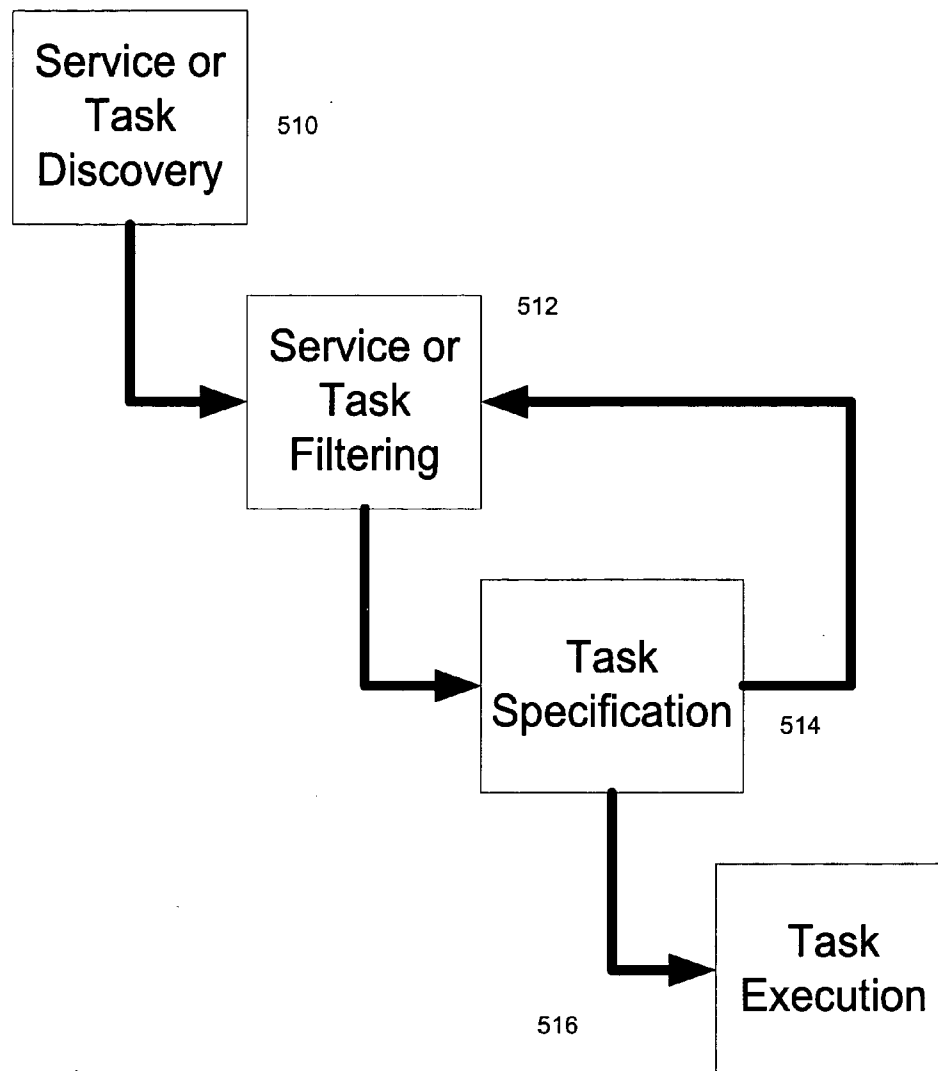 Service or
Task
Discovery
510
512
Service or
Task
Filtering
Task
Specification
514
Task
Execution
516